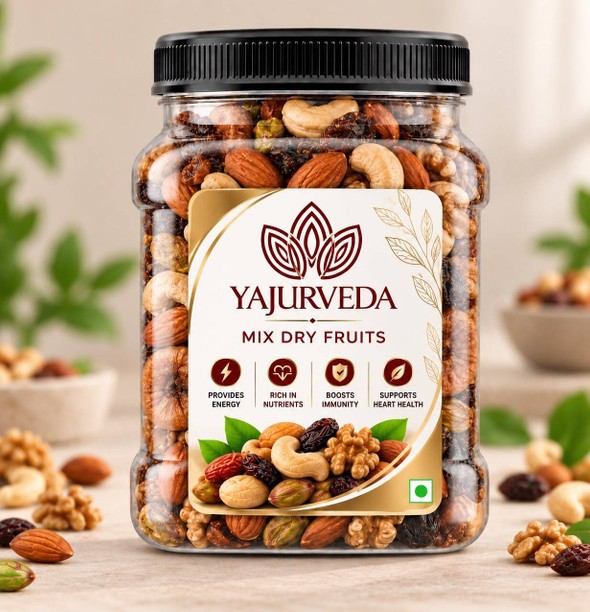 YAJURVEDA
MIX DRY FRUITS
PROVIDES
ENERGY
RICH IN
NUTRIENTS
BOOSTS
IMMUNITY
SUPPORTS
HEART HEALTH